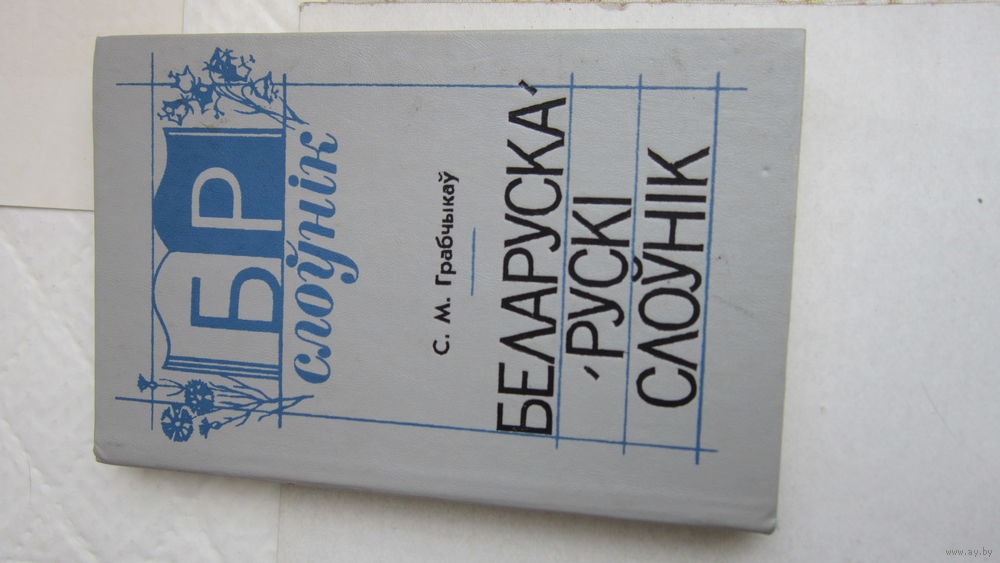 БР
слоўнік
С. М. Грабчыкаў
БЕЛАРУСКА-
-РУСКІ
СЛОЎНІК
www.ay.by